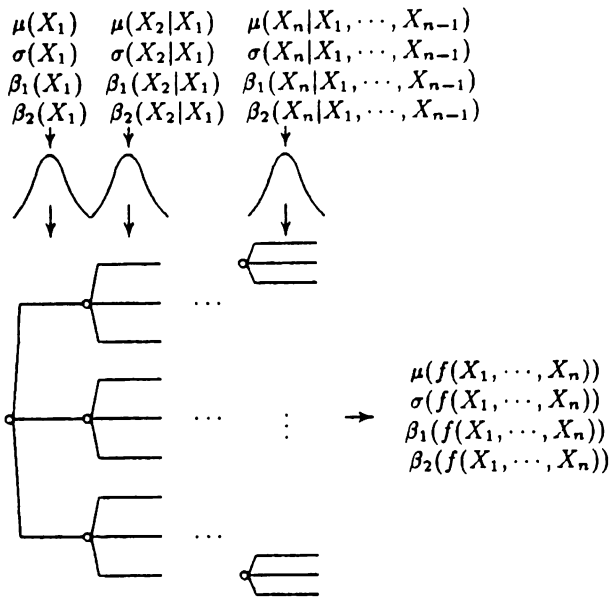 μ(X₁) μ(X₂|X₁) μ(Xₙ|X₁, ⋯, Xₙ₋₁)
σ(X₁) σ(X₂|X₁) σ(Xₙ|X₁, ⋯, Xₙ₋₁)
β₁(X₁) β₁(X₂|X₁) β₁(Xₙ|X₁, ⋯, Xₙ₋₁)
β₂(X₁) β₂(X₂|X₁) β₂(Xₙ|X₁, ⋯, Xₙ₋₁)
⋯
⋯
⋮
⋯
μ(f(X₁, ⋯, Xₙ))
σ(f(X₁, ⋯, Xₙ))
β₁(f(X₁, ⋯, Xₙ))
β₂(f(X₁, ⋯, Xₙ))